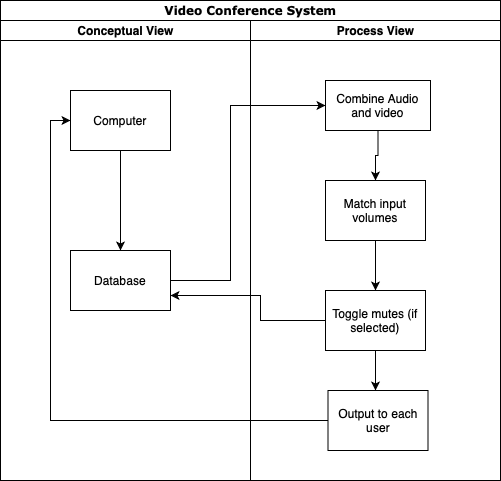 Video Conference System
Conceptual View
Process View
Computer
Combine Audio
and video
Match input
volumes
Database
Toggle mutes (if
selected)
Output to each
user